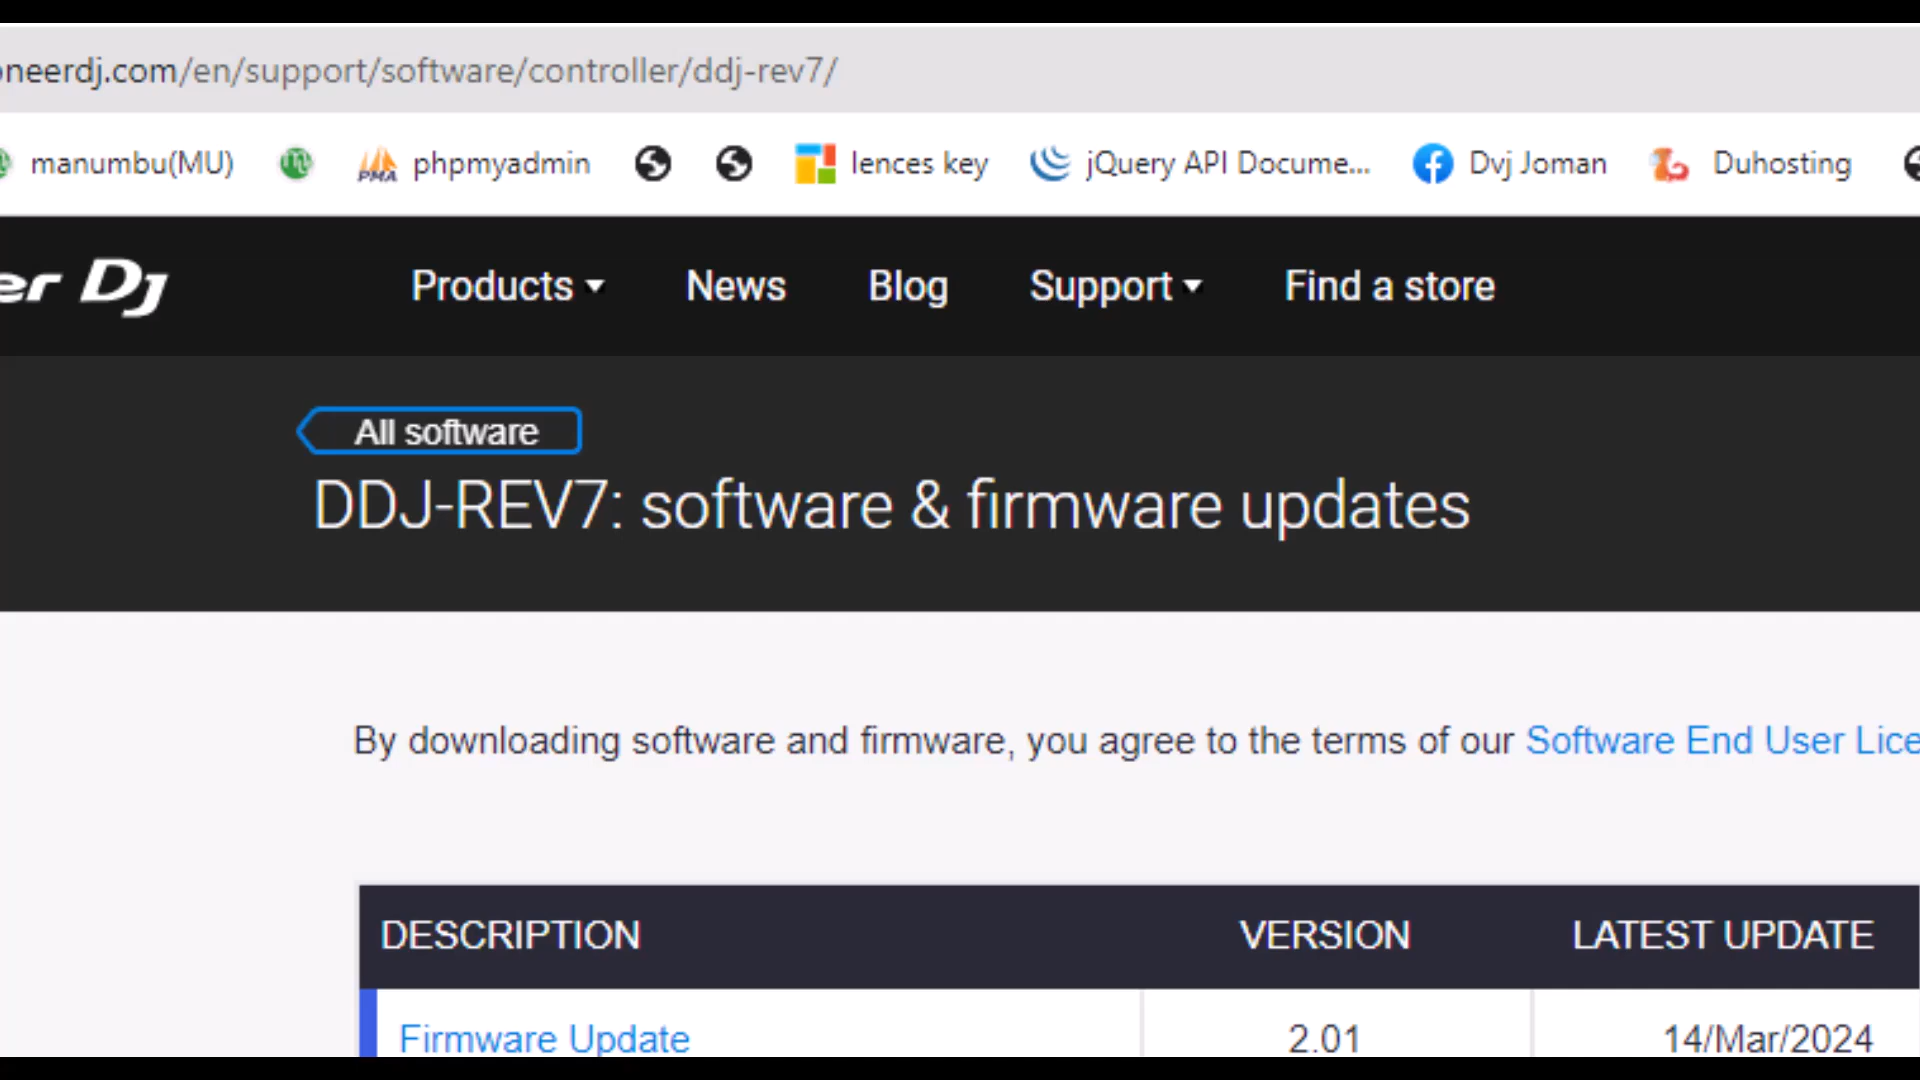 oneerdj.com/en/support/software/controller/ddj-rev7/
manumbu(MU) phpmyadmin lences key jQuery API Docume... Dvj Joman Duhosting
er Dj Products News Blog Support Find a store
All software
DDJ-REV7: software & firmware updates
By downloading software and firmware, you agree to the terms of our Software End User Lice
DESCRIPTION VERSION LATEST UPDATE
Firmware Update 2.01 14/Mar/2024